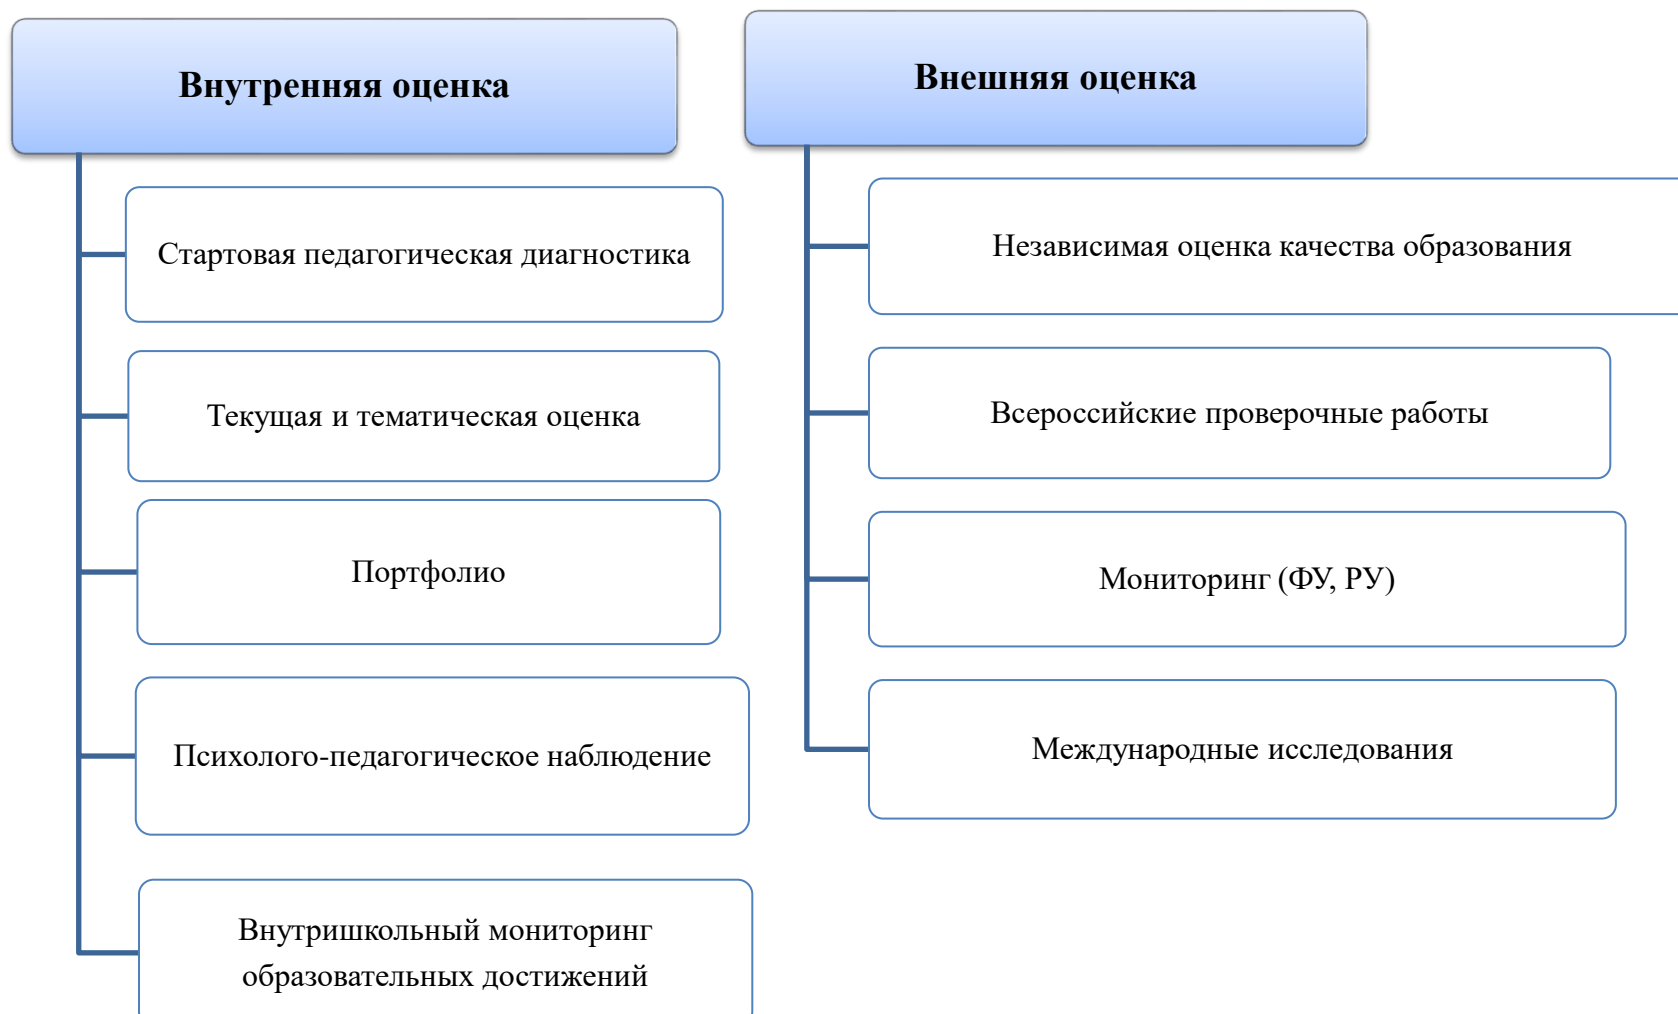 Внутренняя оценка
Стартовая педагогическая диагностика
Текущая и тематическая оценка
Портфолио
Психолого-педагогическое наблюдение
Внутришкольный мониторинг
образовательных достижений
Внешняя оценка
Независимая оценка качества образования
Всероссийские проверочные работы
Мониторинг (ФУ, РУ)
Международные исследования